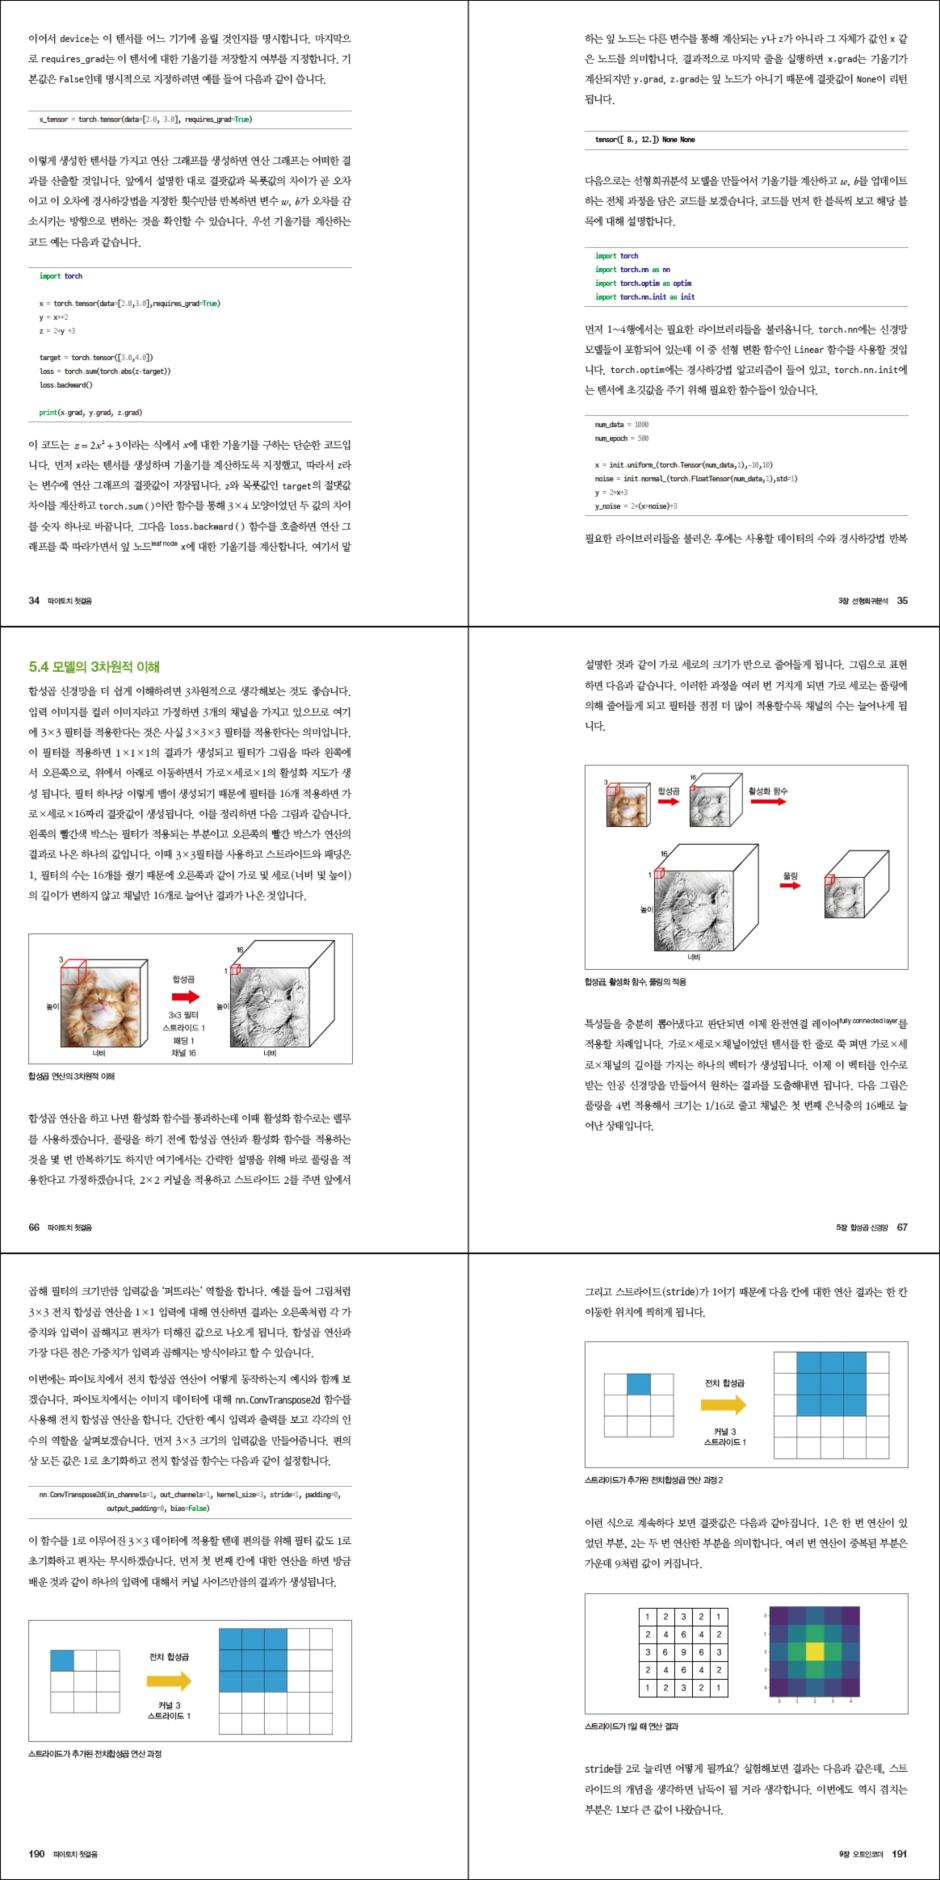 이어서 device는 이 텐서를 어느 기기에 올릴 것인지를 명시합니다. 마지막으
로 requires_grad는 이 텐서에 대한 기울기를 저장할지 여부를 지정합니다. 기
본값은 False인데 명시적으로 지정하려면 예를 들어 다음과 같이 씁니다.
x_tensor = torch.tensor(data=[2.0, 3.0], requires_grad=True)
이렇게 생성한 텐서를 가지고 연산 그래프를 생성하면 연산 그래프는 어떠한 결
과를 산출할 것입니다. 앞에서 설명한 대로 결괏값과 목푯값의 차이가 곧 오차
이고 이 오차에 경사하강법을 지정한 횟수만큼 반복하면 변수 w, b가 오차를 감
소시키는 방향으로 변하는 것을 확인할 수 있습니다. 우선 기울기를 계산하는
코드 예는 다음과 같습니다.
import torch
x = torch.tensor(data=[2.0,3.0],requires_grad=True)
y = x**2
z = 2*y +3
target = torch.tensor([3.0,4.0])
loss = torch.sum(torch.abs(z-target))
loss.backward()
print(x.grad, y.grad, z.grad)
이 코드는 z = 2x² + 3이라는 식에서 x에 대한 기울기를 구하는 단순한 코드입
니다. 먼저 x라는 텐서를 생성하며 기울기를 계산하도록 지정했고, 따라서 z라
는 변수에 연산 그래프의 결괏값이 저장됩니다. z와 목푯값인 target의 절댓값
차이를 계산하고 torch.sum()이란 함수를 통해 3×4 모양이었던 두 값의 차이
를 숫자 하나로 바꿉니다. 그다음 loss.backward() 함수를 호출하면 연산 그
래프를 쭉 따라가면서 잎 노드leaf node x에 대한 기울기를 계산합니다. 여기서 말
34 파이토치 첫걸음
하는 잎 노드는 다른 변수를 통해 계산되는 y나 z가 아니라 그 자체가 값인 x 같
은 노드를 의미합니다. 결과적으로 마지막 줄을 실행하면 x.grad는 기울기가
계산되지만 y.grad, z.grad는 잎 노드가 아니기 때문에 결괏값이 None이 리턴
됩니다.
tensor([ 8., 12.]) None None
다음으로는 선형회귀분석 모델을 만들어서 기울기를 계산하고 w, b를 업데이트
하는 전체 과정을 담은 코드를 보겠습니다. 코드를 먼저 한 블록씩 보고 해당 블
록에 대해 설명합니다.
import torch
import torch.nn as nn
import torch.optim as optim
import torch.nn.init as init
먼저 1~4행에서는 필요한 라이브러리들을 불러옵니다. torch.nn에는 신경망
모델들이 포함되어 있는데 이 중 선형 변환 함수인 Linear 함수를 사용할 것입
니다. torch.optim에는 경사하강법 알고리즘이 들어 있고, torch.nn.init에
는 텐서에 초깃값을 주기 위해 필요한 함수들이 있습니다.
num_data = 1000
num_epoch = 500
x = init.uniform_(torch.Tensor(num_data,1),-10,10)
noise = init.normal_(torch.FloatTensor(num_data,1),std=1)
y = 2*x+3
y_noise = 2*(x+noise)+3
필요한 라이브러리들을 불러온 후에는 사용할 데이터의 수와 경사하강법 반복
3장 선형회귀분석 35
5.4 모델의 3차원적 이해
합성곱 신경망을 더 쉽게 이해하려면 3차원적으로 생각해보는 것도 좋습니다.
입력 이미지를 컬러 이미지라고 가정하면 3개의 채널을 가지고 있으므로 여기
에 3×3 필터를 적용한다는 것은 사실 3×3×3 필터를 적용한다는 의미입니다.
이 필터를 적용하면 1×1×1의 결과가 생성되고 필터가 그림을 따라 왼쪽에
서 오른쪽으로, 위에서 아래로 이동하면서 가로×세로×1의 활성화 지도가 생
성 됩니다. 필터 하나당 이렇게 맵이 생성되기 때문에 필터를 16개 적용하면 가
로×세로×16짜리 결괏값이 생성됩니다. 이를 정리하면 다음 그림과 같습니다.
왼쪽의 빨간색 박스는 필터가 적용되는 부분이고 오른쪽의 빨간 박스가 연산의
결과로 나온 하나의 값입니다. 이때 3×3필터를 사용하고 스트라이드와 패딩은
1, 필터의 수는 16개를 줬기 때문에 오른쪽과 같이 가로 및 세로(너비 및 높이)
의 길이가 변하지 않고 채널만 16개로 늘어난 결과가 나온 것입니다.
3
높이
너비
합성곱
3x3 필터
스트라이드 1
패딩 1
채널 16
16
1
높이
너비
합성곱 연산의 3차원적 이해
합성곱 연산을 하고 나면 활성화 함수를 통과하는데 이때 활성화 함수로는 렐루
를 사용하겠습니다. 풀링을 하기 전에 합성곱 연산과 활성화 함수를 적용하는
것을 몇 번 반복하기도 하지만 여기에서는 간략한 설명을 위해 바로 풀링을 적
용한다고 가정하겠습니다. 2×2 커널을 적용하고 스트라이드 2를 주면 앞에서
66 파이토치 첫걸음
설명한 것과 같이 가로 세로의 크기가 반으로 줄어들게 됩니다. 그림으로 표현
하면 다음과 같습니다. 이러한 과정을 여러 번 거치게 되면 가로 세로는 풀링에
의해 줄어들게 되고 필터를 점점 더 많이 적용할수록 채널의 수는 늘어나게 됩
니다.
3
합성곱
16
활성화 함수
16
1
높이
너비
풀링
합성곱, 활성화 함수, 풀링의 적용
특성들을 충분히 뽑아냈다고 판단되면 이제 완전연결 레이어fully connected layer를
적용할 차례입니다. 가로×세로×채널이었던 텐서를 한 줄로 쭉 펴면 가로×세
로×채널의 길이를 가지는 하나의 벡터가 생성됩니다. 이제 이 벡터를 인수로
받는 인공 신경망을 만들어서 원하는 결과를 도출해내면 됩니다. 다음 그림은
풀링을 4번 적용해서 크기는 1/16로 줄고 채널은 첫 번째 은닉층의 16배로 늘
어난 상태입니다.
5장 합성곱 신경망 67
곱해 필터의 크기만큼 입력값을 '퍼뜨리는' 역할을 합니다. 예를 들어 그림처럼
3×3 전치 합성곱 연산을 1×1 입력에 대해 연산하면 결과는 오른쪽처럼 각 가
중치와 입력이 곱해지고 편차가 더해진 값으로 나오게 됩니다. 합성곱 연산과
가장 다른 점은 가중치가 입력과 곱해지는 방식이라고 할 수 있습니다.
이번에는 파이토치에서 전치 합성곱 연산이 어떻게 동작하는지 예시와 함께 보
겠습니다. 파이토치에서는 이미지 데이터에 대해 nn.ConvTranspose2d 함수를
사용해 전치 합성곱 연산을 합니다. 간단한 예시 입력과 출력를 보고 각각의 인
수의 역할을 살펴보겠습니다. 먼저 3×3 크기의 입력값을 만들어줍니다. 편의
상 모든 값은 1로 초기화하고 전치 합성곱 함수는 다음과 같이 설정합니다.
nn.ConvTranspose2d(in_channels=1, out_channels=1, kernel_size=3, stride=1, padding=0,
output_padding=0, bias=False)
이 함수를 1로 이루어진 3×3 데이터에 적용할 텐데 편의를 위해 필터 값도 1로
초기화하고 편차는 무시하겠습니다. 먼저 첫 번째 칸에 대한 연산을 하면 방금
배운 것과 같이 하나의 입력에 대해서 커널 사이즈만큼의 결과가 생성됩니다.
전치 합성곱
커널 3
스트라이드 1
스트라이드가 추가된 전치합성곱 연산 과정
190 파이토치 첫걸음
그리고 스트라이드(stride)가 1이기 때문에 다음 칸에 대한 연산 결과는 한 칸
이동한 위치에 찍히게 됩니다.
전치 합성곱
커널 3
스트라이드 1
스트라이드가 추가된 전치합성곱 연산 과정 2
이런 식으로 계속하다 보면 결괏값은 다음과 같아집니다. 1은 한 번 연산이 있
었던 부분, 2는 두 번 연산한 부분을 의미합니다. 여러 번 연산이 중복된 부분은
가운데 9처럼 값이 커집니다.
1 2 3 2 1
2 4 6 4 2
3 6 9 6 3
2 4 6 4 2
1 2 3 2 1
0
1
2
3
4
0 1 2 3 4
스트라이드가 1일 때 연산 결과
stride를 2로 늘리면 어떻게 될까요? 실험해보면 결과는 다음과 같은데, 스트
라이드의 개념을 생각하면 납득이 될 거라 생각합니다. 이번에도 역시 겹치는
부분은 1보다 큰 값이 나왔습니다.
9장 오토인코더 191